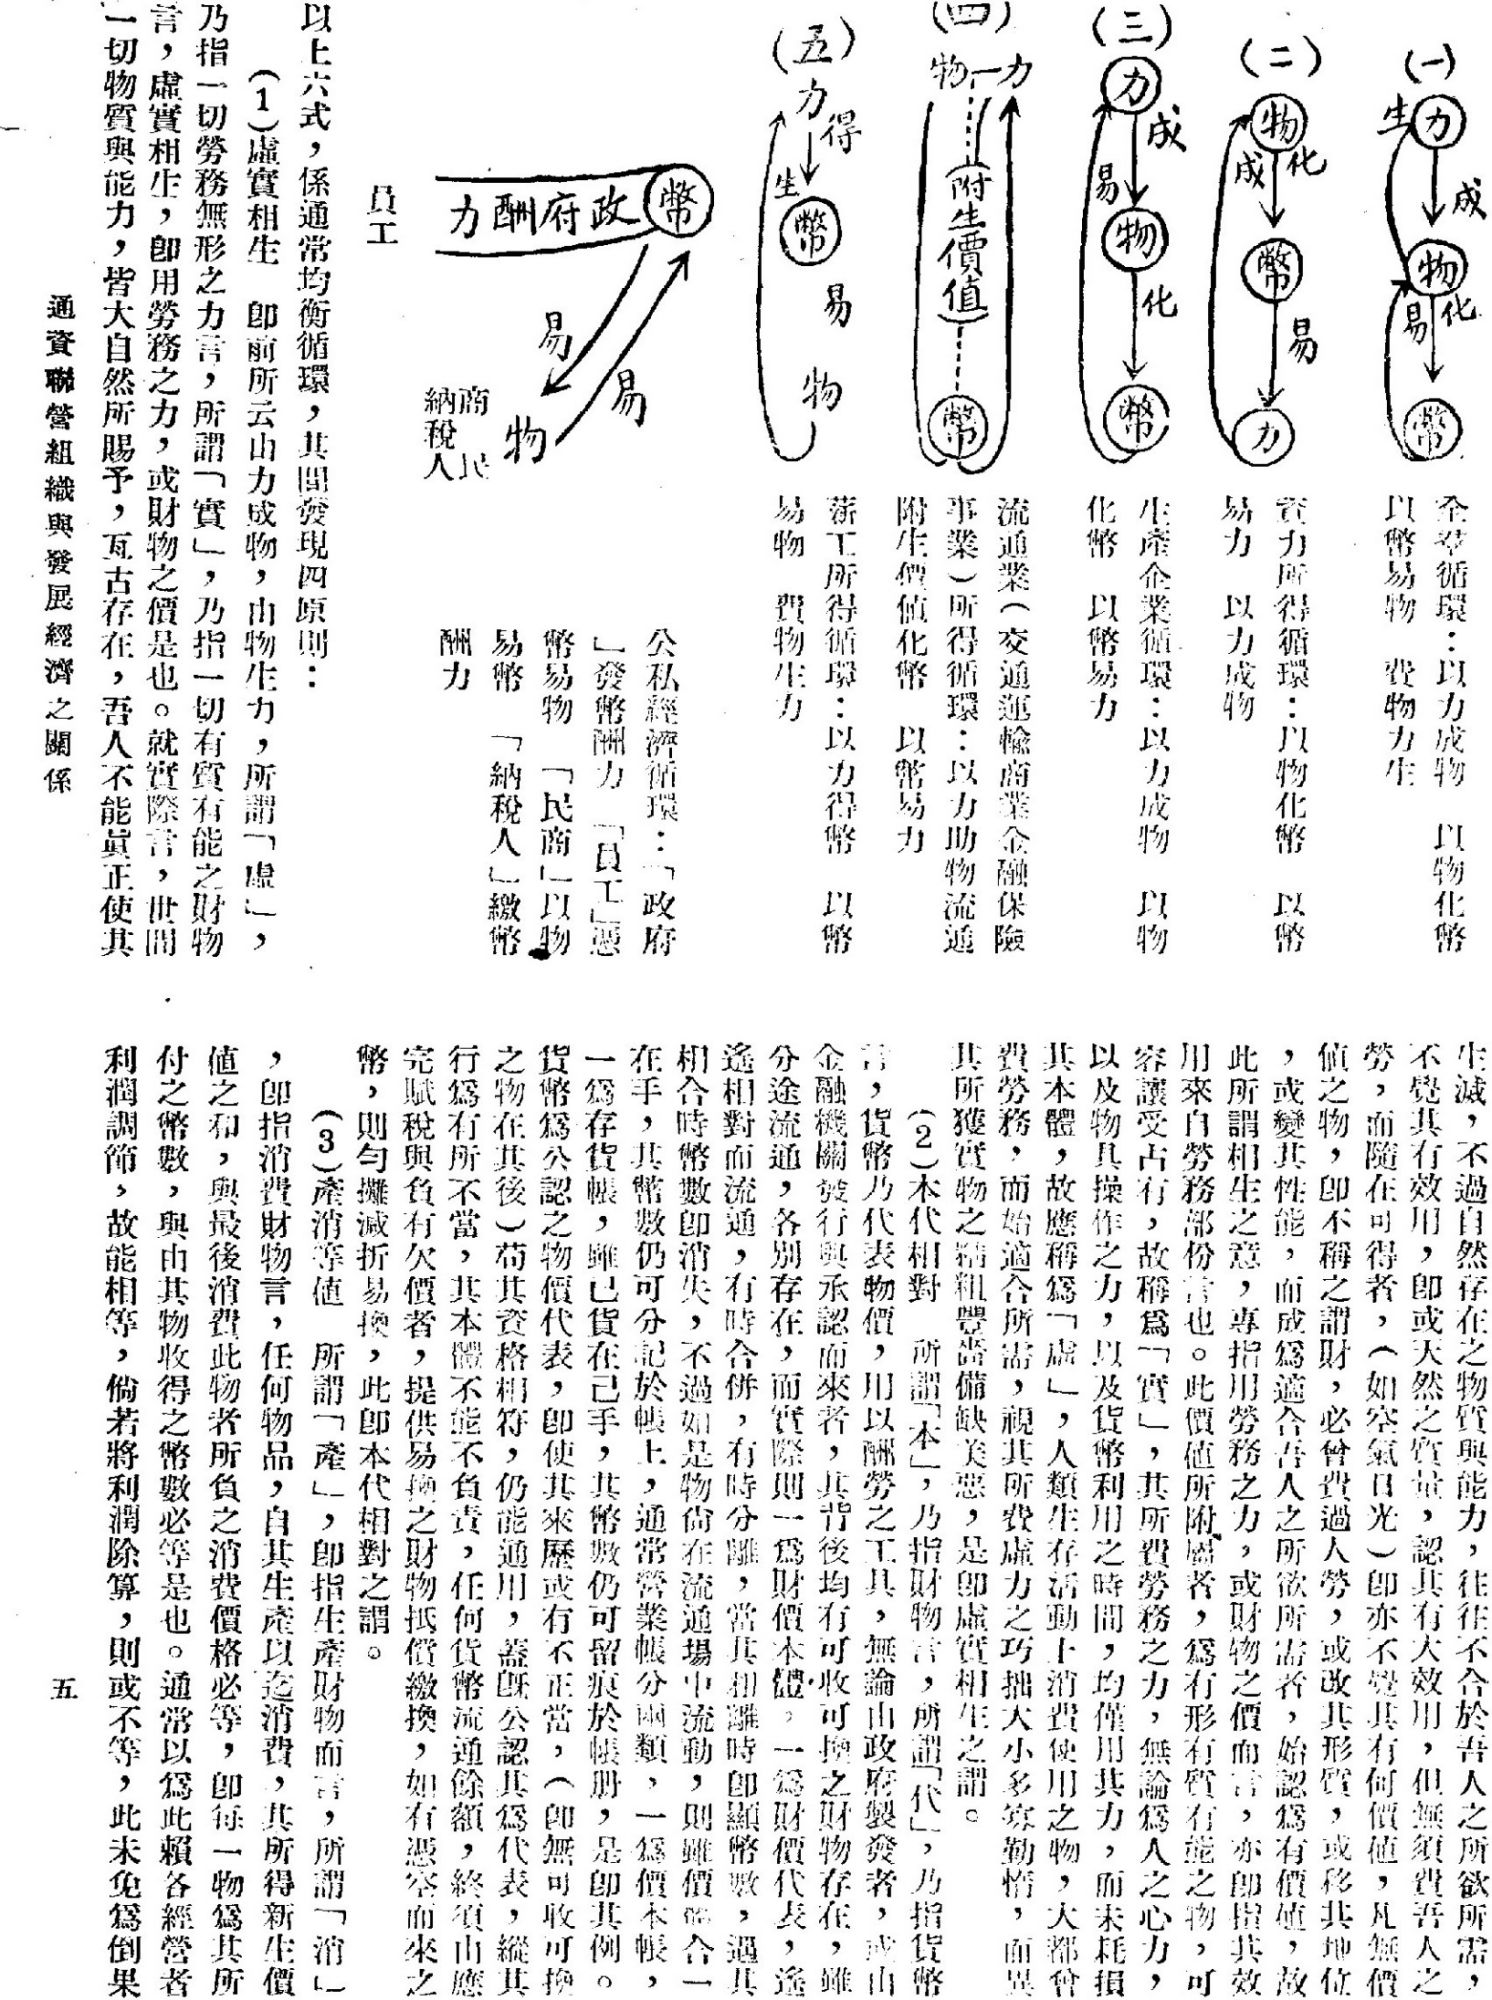 (一)
力
成
生
物
化
易
幣
全羣循環：以力成物　以物化幣
以幣易物　費物力生
(二)
物
化
成
幣
易
力
資力所得循環：以物化幣　以幣
易力　以力成物
(三)
力
成
易
物
化
幣
生產企業循環：以力成物　以物
化幣　以幣易力
(四)
物—力
(附生價值)
幣
流通業(交通運輸商業金融保險
事業)所得循環：以力助物流通
附生價值化幣　以幣易力
(五)
力
得
生
幣
易
物
薪工所得循環：以力得幣　以幣
易物　費物生力
幣
政府酬力
易
易
物
商民
納稅人
員工
公私經濟循環：「政府
」發幣酬力　「員工」憑
幣易物　「民商」以物
易幣　「納稅人」繳幣
酬力
以上六式，係通常均衡循環，其間發現四原則：
(1)虛實相生　卽前所云由力成物，由物生力，所謂「虛」，
乃指一切勞務無形之力言，所謂「實」，乃指一切有質有能之財物
言，虛實相生，卽用勞務之力，或財物之價是也。就實際言，世間
一切物質與能力，皆大自然所賜予，亙古存在，吾人不能眞正使其
通資聯營組織與發展經濟之關係
生滅，不過自然存在之物質與能力，往往不合於吾人之所欲所需，
不覺其有效用，卽或天然之質量，認其有大效用，但無須費吾人之
勞，而隨在可得者，(如空氣日光)卽亦不覺其有何價值，凡無價
值之物，卽不稱之謂財，必曾費過人勞，或改其形質，或移其地位
，或變其性能，而成爲適合吾人之所欲所需者，始認爲有價值，故
此所謂相生之意，專指用勞務之力，或財物之價而言，亦卽指其效
用來自勞務部份言也。此價值所附屬者，爲有形有質有能之物，可
容讓受占有，故稱爲「實」，其所費勞務之力，無論爲人之心力，
以及物具操作之力，以及貨幣利用之時間，均僅用其力，而未耗損
其本體，故應稱爲「虛」，人類生存活動上消費使用之物，大都曾
費勞務，而始適合所需，視其所費虛力之巧拙大小多寡勤惰，而異
其所獲實物之精粗豐嗇備缺美惡，是卽虛實相生之謂。
(2)本代相對　所謂「本」，乃指財物言，所謂「代」，乃指貨幣
言，貨幣乃代表物價，用以酬勞之工具，無論由政府製發者，或由
金融機關發行與承認而來者，其背後均有可收可換之財物存在，雖
分途流通，各別存在，而實際則一爲財價本體，一爲財價代表，遙
遙相對而流通，有時合併，有時分離，當其相離時卽顯幣數，遇其
相合時幣數卽消失，不過如是物尙在流通場中流動，則雖價 合一
在手，其幣數仍可分記於帳上，通常營業帳分兩類，一爲價本帳，
一爲存貨帳，雖已貨在己手，其幣數仍可留痕於帳册，是卽其例。
貨幣爲公認之物價代表，卽使其來歷或有不正當，(卽無可收可換
之物在其後)苟其資格相符，仍能通用，蓋旣公認其爲代表，縱其
行爲有所不當，其本體不能不負責，任何貨幣流通餘額，終須由應
完賦稅與負有欠價者，提供易換之財物抵償繳換，如有憑空而來之
幣，則勻攤減折易換，此卽本代相對之謂。
(3)產消等値　所謂「產」，卽指生產財物而言，所謂「消」
，卽指消費財物言，任何物品，自其生產以迄消費，其所得新生價
値之和，與最後消費此物者所負之消費價格必等，卽每一物爲其所
付之幣數，與由其物收得之幣數必等是也。通常以爲此賴各經營者
利潤調節，故能相等，倘若將利潤除算，則或不等，此未免爲倒果
五